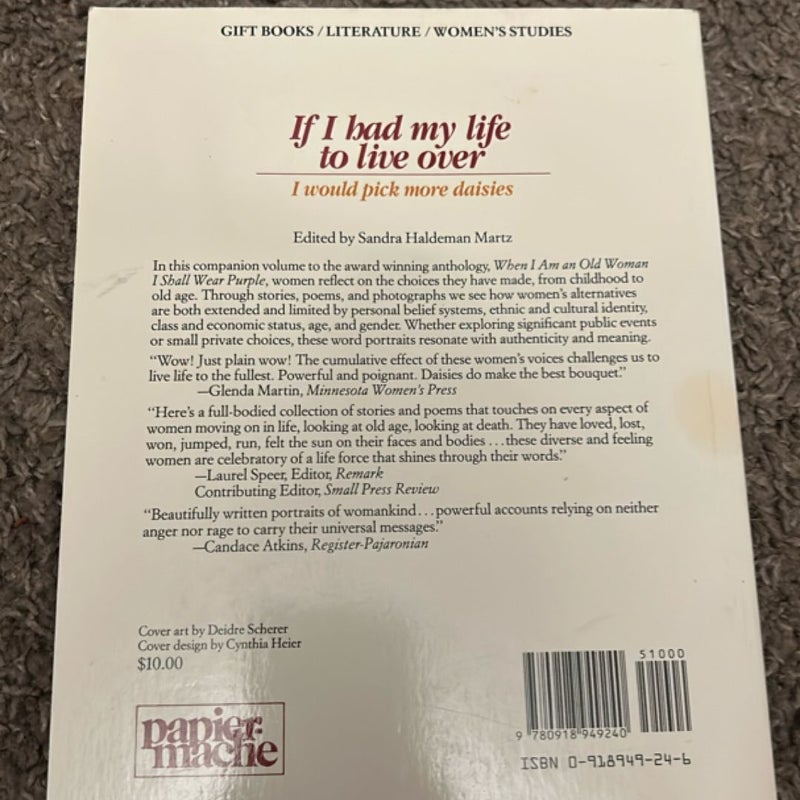 GIFT BOOKS / LITERATURE / WOMEN'S STUDIES
If I had my life
to live over
I would pick more daisies
Edited by Sandra Haldeman Martz
In this companion volume to the award winning anthology, When I Am an Old Woman
I Shall Wear Purple, women reflect on the choices they have made, from childhood to
old age. Through stories, poems, and photographs we see how women's alternatives
are both extended and limited by personal belief systems, ethnic and cultural identity,
class and economic status, age, and gender. Whether exploring significant public events
or small private choices, these word portraits resonate with authenticity and meaning.
“Wow! Just plain wow! The cumulative effect of these women's voices challenges us to
live life to the fullest. Powerful and poignant. Daisies do make the best bouquet.”
—Glenda Martin, Minnesota Women's Press
“Here's a full-bodied collection of stories and poems that touches on every aspect of
women moving on in life, looking at old age, looking at death. They have loved, lost,
won, jumped, run, felt the sun on their faces and bodies ...these diverse and feeling
women are celebratory of a life force that shines through their words.”
—Laurel Speer, Editor, Remark
Contributing Editor, Small Press Review
“Beautifully written portraits of womankind...powerful accounts relying on neither
anger nor rage to carry their universal messages.”
—Candace Atkins, Register-Pajaronian
Cover art by Deidre Scherer
Cover design by Cynthia Heier
$10.00
papier-
mache
51000
9 780918 949240
ISBN 0-918949-24-6